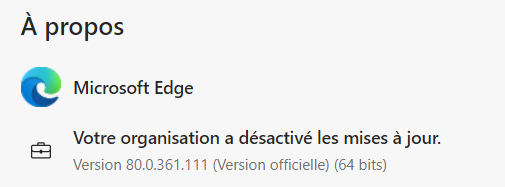 À propos
Microsoft Edge
Votre organisation a désactivé les mises à jour.
Version 80.0.361.111 (Version officielle) (64 bits)